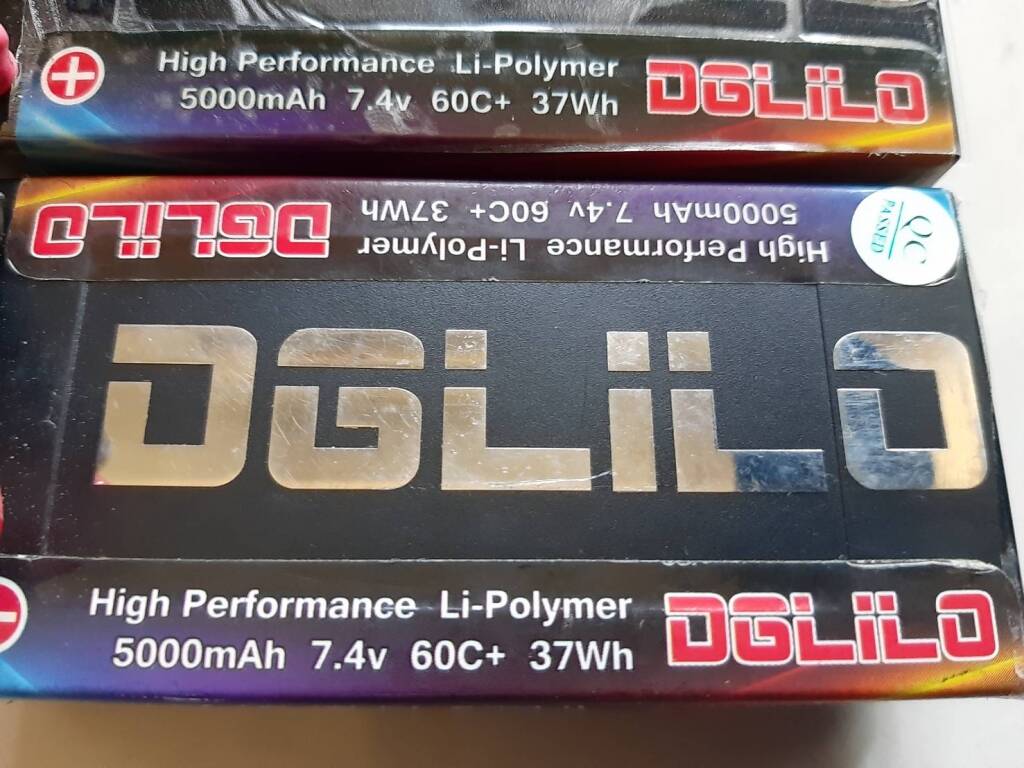 High Performance Li-Polymer
5000mAh 7.4v 60C+ 37Wh
DGLiLO
High Performance Li-Polymer
5000mAh 7.4v 60C+ 37Wh
DGLiLO
QC
PASSED
DGLiLO
High Performance Li-Polymer
5000mAh 7.4v 60C+ 37Wh
DGLiLO